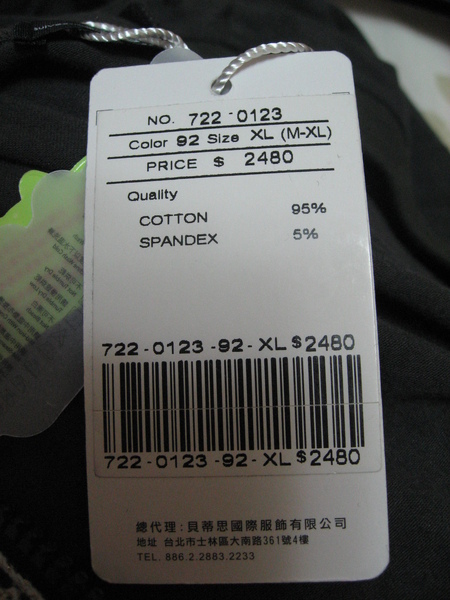 NO. 722-0123
Color 92 Size XL (M-XL)
PRICE $ 2480
Quality
COTTON 95%
SPANDEX 5%
722-0123-92-XL $2480
722-0123-92-XL $2480
總代理:貝蒂思國際服飾有限公司
地址 台北市士林區大南路361號4樓
TEL. 886.2.2883.2233